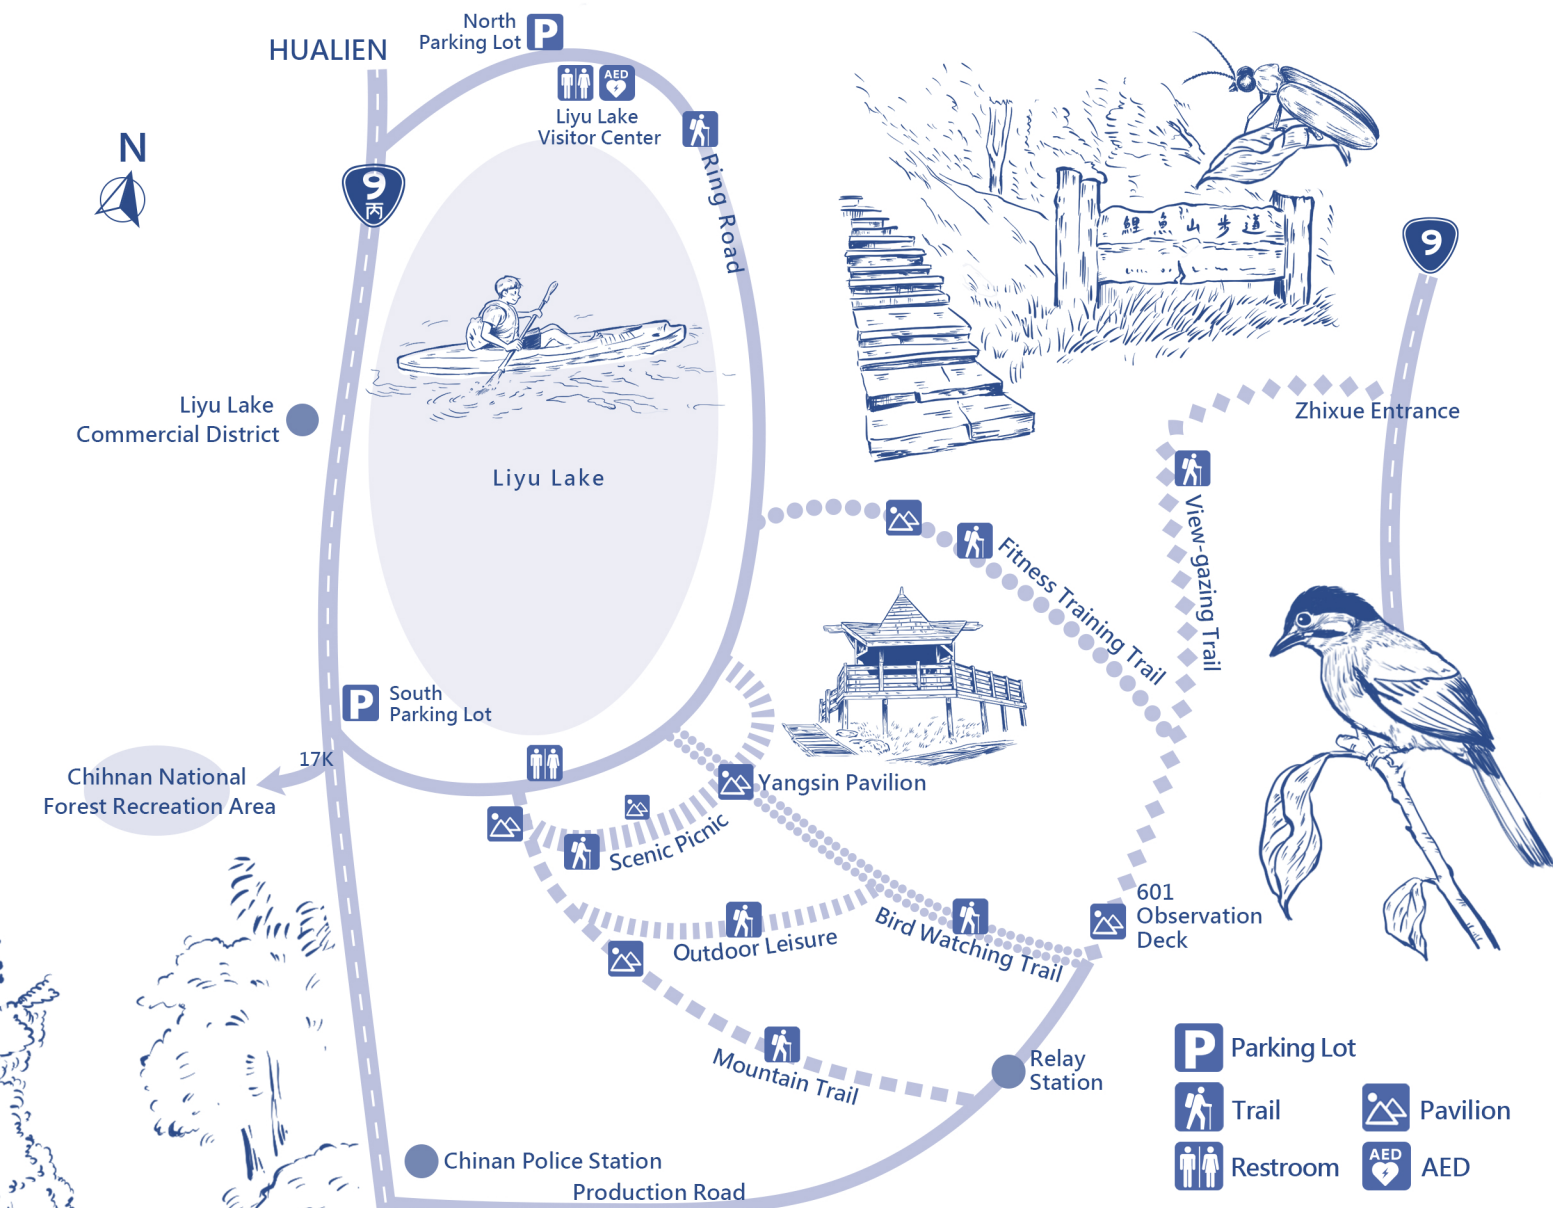 North
Parking Lot
P
HUALIEN
AED
Liyu Lake
Visitor Center
N
9
丙
Ring Road
鯉魚山步道
9
Zhixue Entrance
Liyu Lake
Commercial District
Liyu Lake
View-gazing Trail
Fitness Training Trail
P
South
Parking Lot
17K
Chihnan National
Forest Recreation Area
Yangsin Pavilion
Scenic Picnic
601
Observation
Deck
Bird Watching Trail
Outdoor Leisure
Mountain Trail
Relay
Station
Chinan Police Station
Production Road
P
Parking Lot
Trail
Pavilion
Restroom
AED
AED